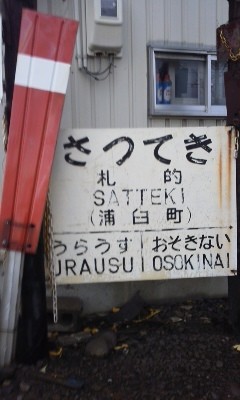 さつてき
札的
SATTEKI
(浦臼町)
うらうす おそきない
URAUSU OSOKINAI